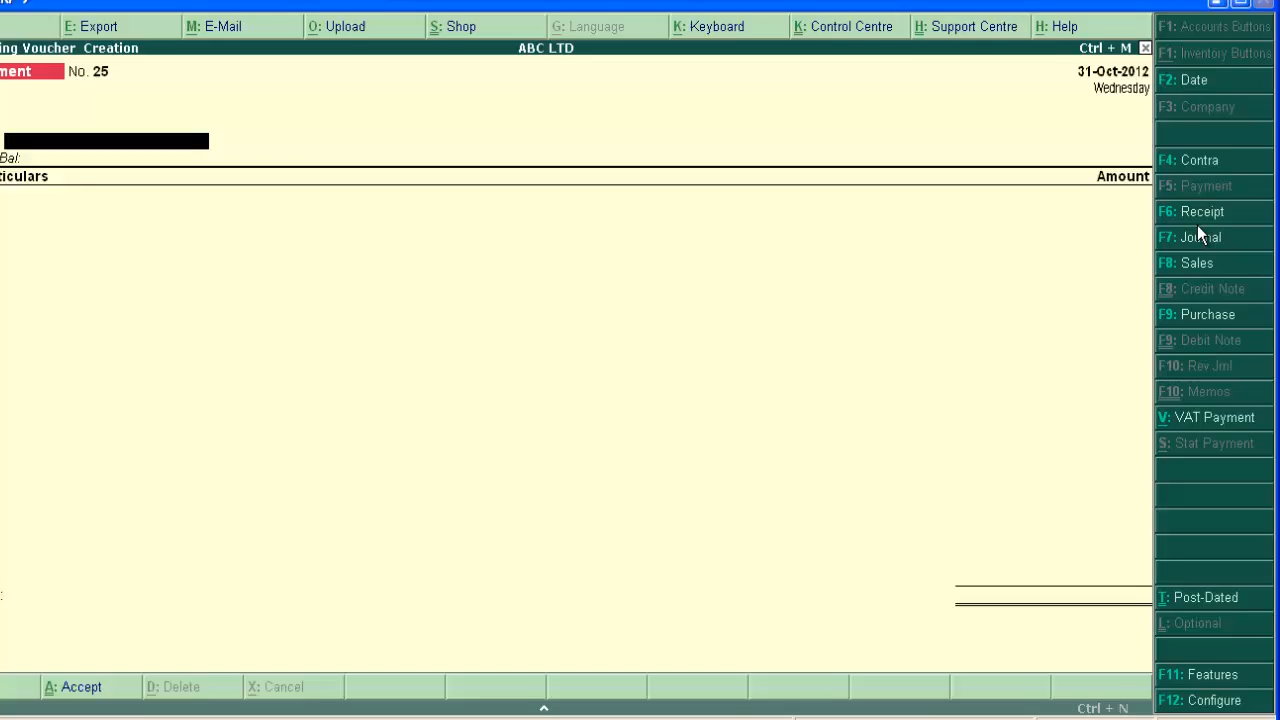 E: Export M: E-Mail O: Upload S: Shop G: Language K: Keyboard K: Control Centre H: Support Centre H: Help
ing Voucher Creation ABC LTD Ctrl + M
ment No. 25 31-Oct-2012
Wednesday
Bal:
ticulars Amount
:
A: Accept D: Delete X: Cancel
Ctrl + N
F1: Accounts Buttons
F1: Inventory Buttons
F2: Date
F3: Company
F4: Contra
F5: Payment
F6: Receipt
F7: Journal
F8: Sales
F8: Credit Note
F9: Purchase
F9: Debit Note
F10: Rev Jrnl
F10: Memos
V: VAT Payment
S: Stat Payment
T: Post-Dated
L: Optional
F11: Features
F12: Configure